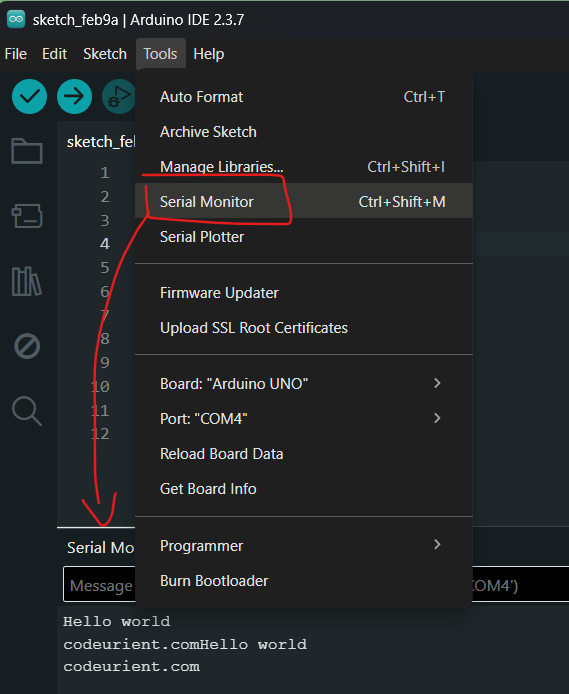 sketch_feb9a | Arduino IDE 2.3.7
File Edit Sketch Tools Help
Auto Format Ctrl+T
Archive Sketch
Manage Libraries... Ctrl+Shift+I
Serial Monitor Ctrl+Shift+M
Serial Plotter
Firmware Updater
Upload SSL Root Certificates
Board: "Arduino UNO"
Port: "COM4"
Reload Board Data
Get Board Info
Programmer
Burn Bootloader
sketch_fe
1
2
3
4
5
6
7
8
9
10
11
12
Serial Mo
Message COM4')
Hello world
codeurient.comHello world
codeurient.com